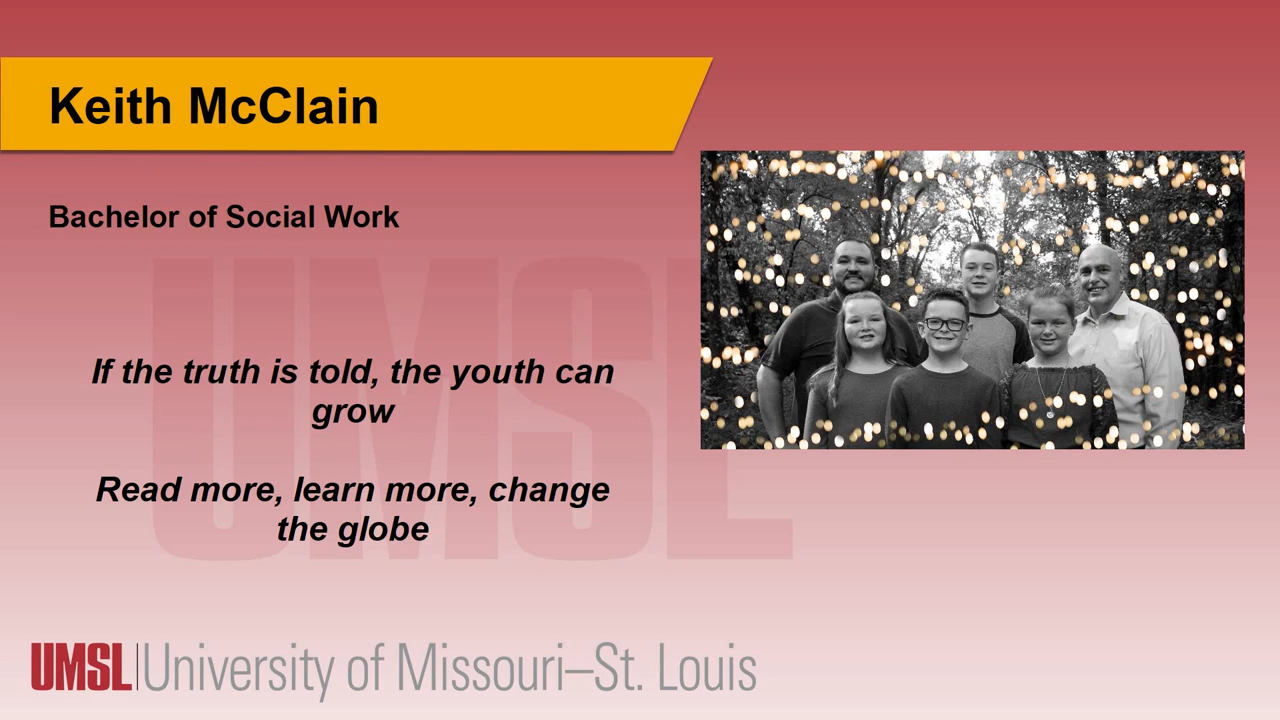 Keith McClain
Bachelor of Social Work
UMSL
If the truth is told, the youth can
grow
Read more, learn more, change
the globe
UMSL University of Missouri–St. Louis